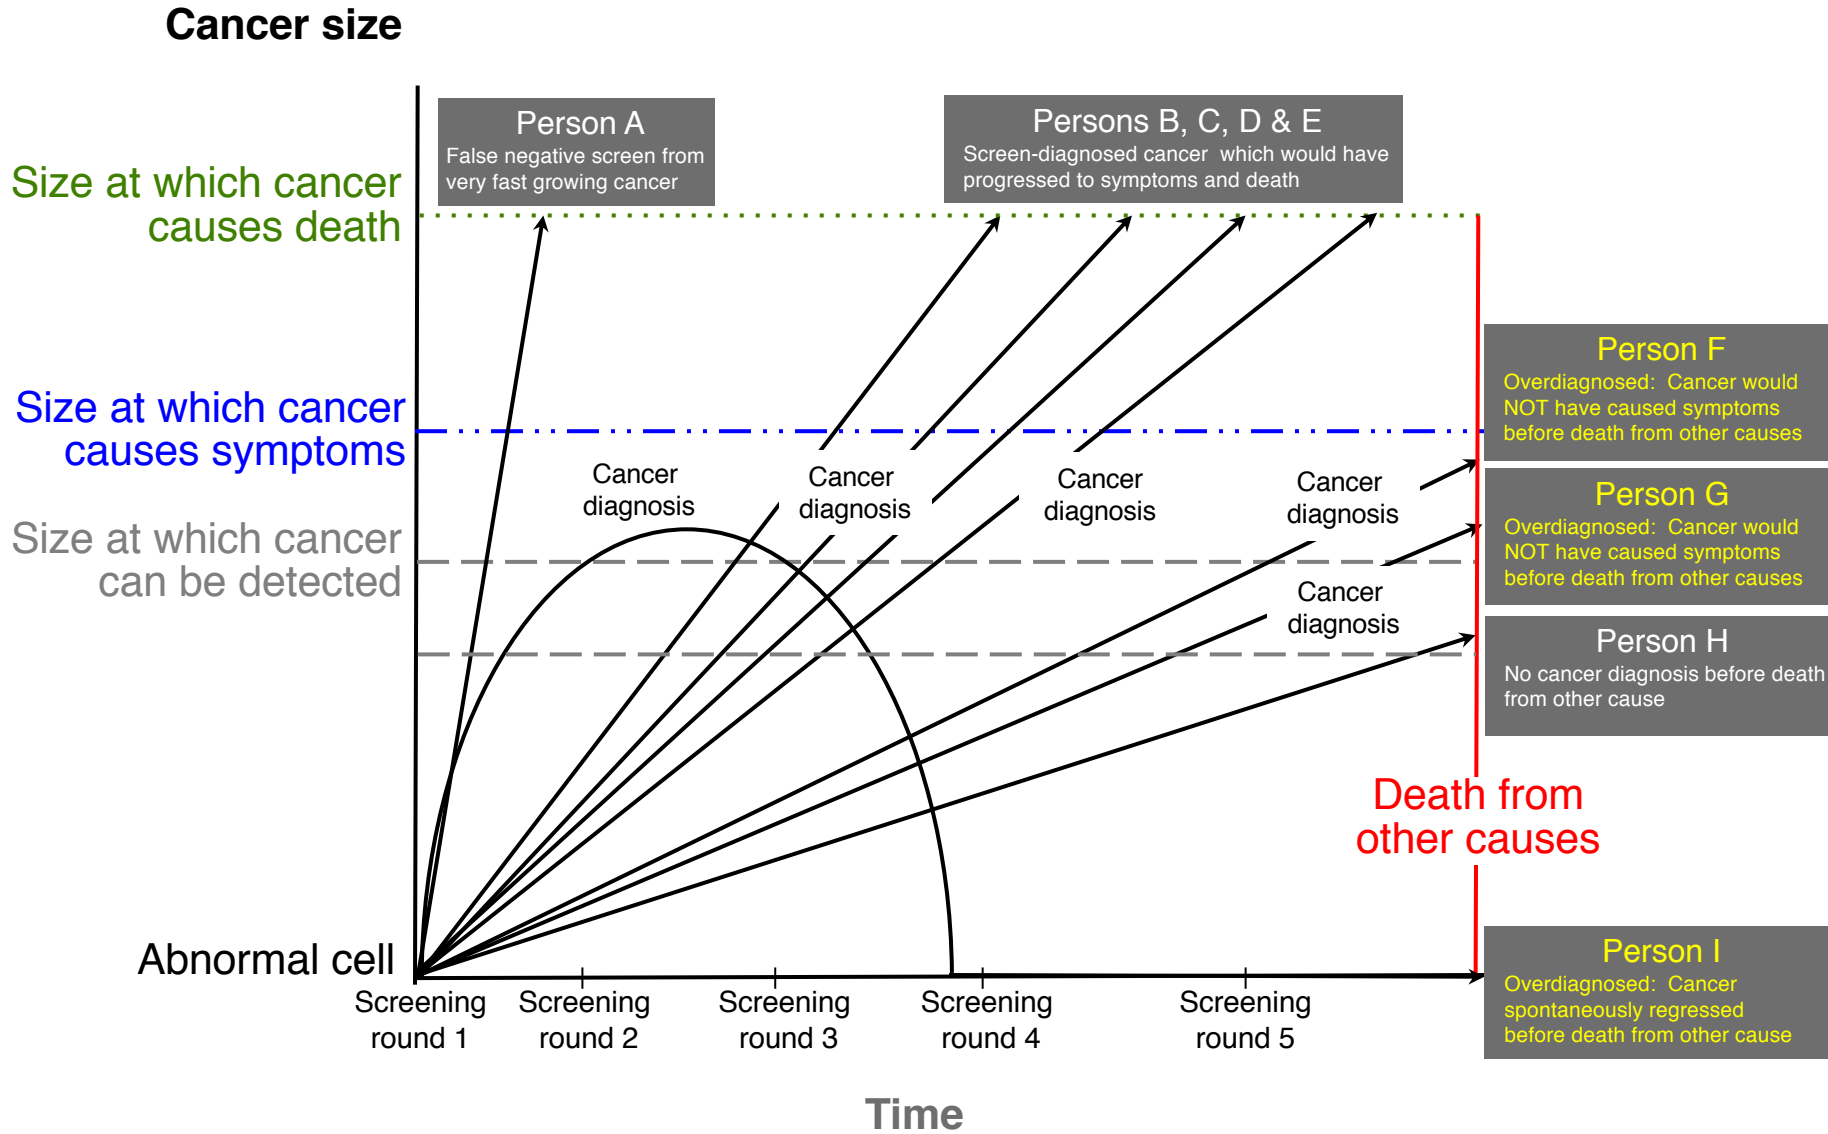 Cancer size
Person A
False negative screen from
very fast growing cancer
Persons B, C, D & E
Screen-diagnosed cancer which would have
progressed to symptoms and death
Size at which cancer
causes death
Person F
Overdiagnosed: Cancer would
NOT have caused symptoms
before death from other causes
Size at which cancer
causes symptoms
Cancer
diagnosis
Cancer
diagnosis
Cancer
diagnosis
Cancer
diagnosis
Person G
Overdiagnosed: Cancer would
NOT have caused symptoms
before death from other causes
Size at which cancer
can be detected
Cancer
diagnosis
Person H
No cancer diagnosis before death
from other cause
Death from
other causes
Abnormal cell
Person I
Overdiagnosed: Cancer
spontaneously regressed
before death from other cause
Screening
round 1
Screening
round 2
Screening
round 3
Screening
round 4
Screening
round 5
Time